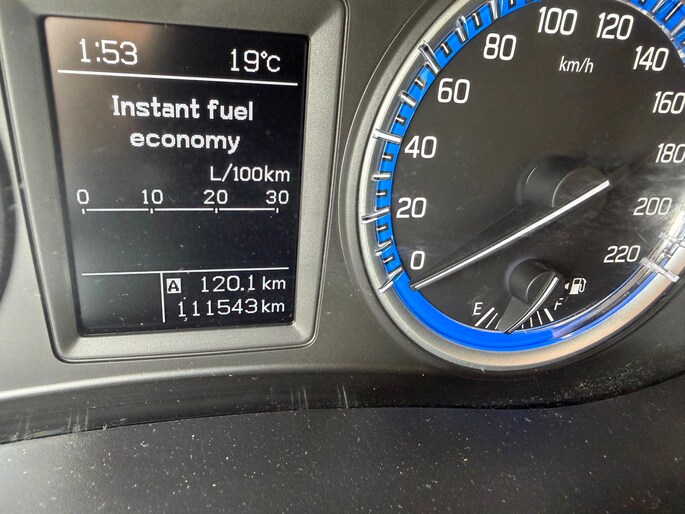 1:53 19°C
Instant fuel
economy
L/100km
0 10 20 30
A 120.1 km
111543 km
0
20
40
60
80
100
120
140
160
180
200
220
km/h
E F